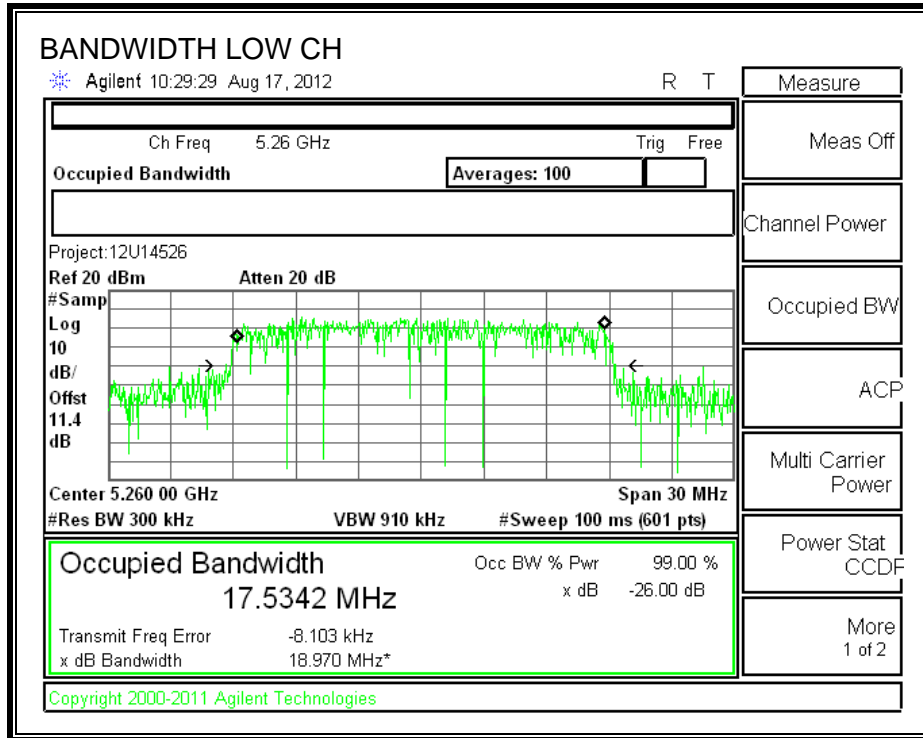 BANDWIDTH LOW CH
Agilent 10:29:29 Aug 17, 2012 R T
Ch Freq 5.26 GHz Trig Free
Occupied Bandwidth Averages: 100
Project:12U14526
Ref 20 dBm Atten 20 dB
#Samp
Log
10
dB/
Offst
11.4
dB
Center 5.260 00 GHz Span 30 MHz
#Res BW 300 kHz VBW 910 kHz #Sweep 100 ms (601 pts)
Occupied Bandwidth Occ BW % Pwr 99.00 %
17.5342 MHz x dB -26.00 dB
Transmit Freq Error -8.103 kHz
x dB Bandwidth 18.970 MHz*
Copyright 2000-2011 Agilent Technologies
Measure
Meas Off
Channel Power
Occupied BW
ACP
Multi Carrier
Power
Power Stat
CCDF
More
1 of 2